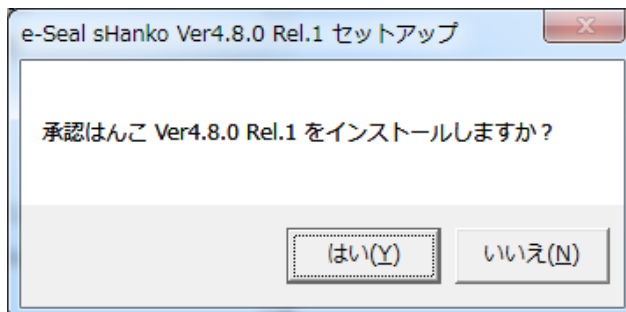 e-Seal sHanko Ver4.8.0 Rel.1 セットアップ
承認はんこ Ver4.8.0 Rel.1 をインストールしますか？
はい(Y)
いいえ(N)